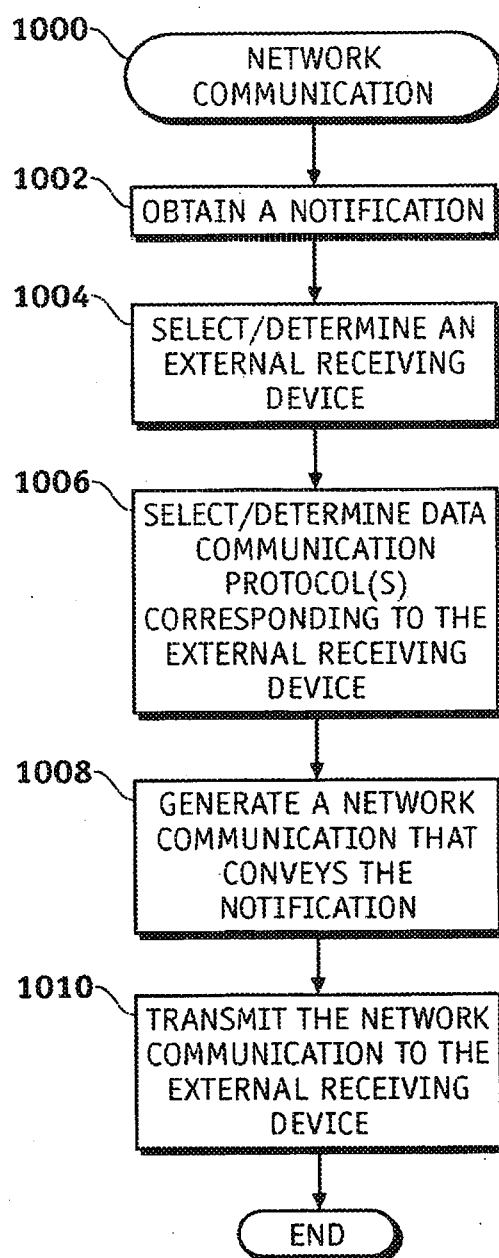 1000
NETWORK
COMMUNICATION
1002
OBTAIN A NOTIFICATION
1004
SELECT/DETERMINE AN
EXTERNAL RECEIVING
DEVICE
1006
SELECT/DETERMINE DATA
COMMUNICATION
PROTOCOL(S)
CORRESPONDING TO THE
EXTERNAL RECEIVING
DEVICE
1008
GENERATE A NETWORK
COMMUNICATION THAT
CONVEYS THE
NOTIFICATION
1010
TRANSMIT THE NETWORK
COMMUNICATION TO THE
EXTERNAL RECEIVING
DEVICE
END